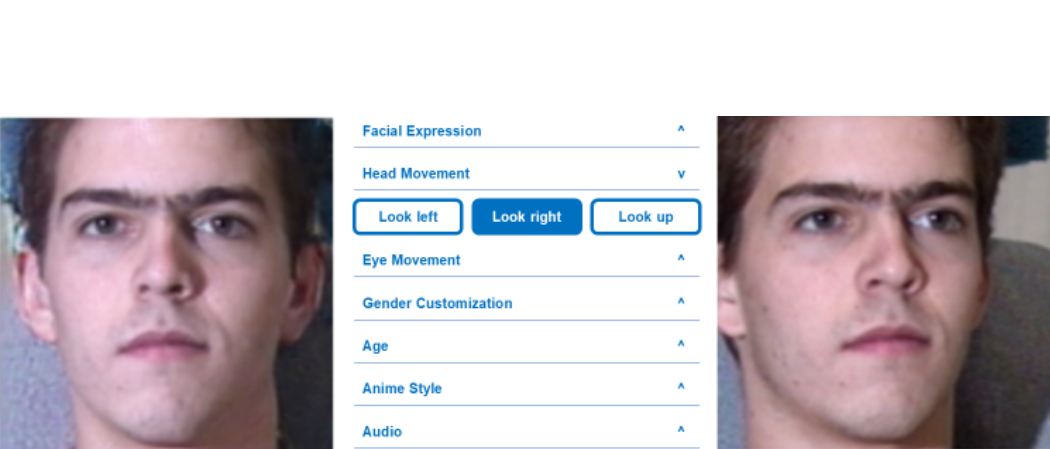 Facial Expression ^
Head Movement v
Look left Look right Look up
Eye Movement ^
Gender Customization ^
Age ^
Anime Style ^
Audio ^